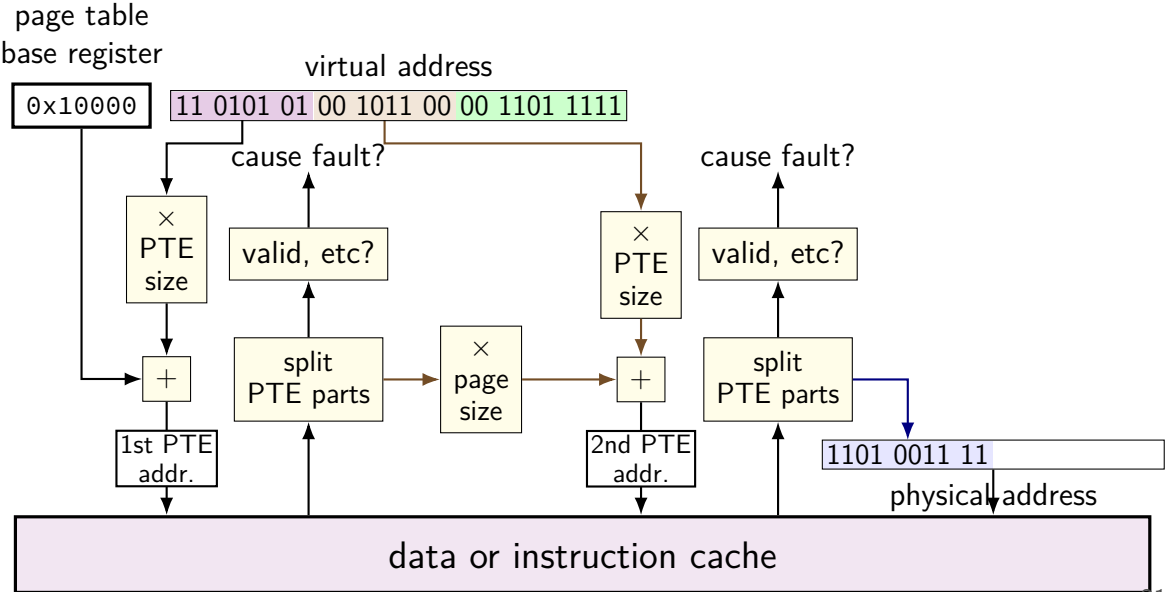 page table
base register
virtual address
0x10000
11 0101 01 00 1011 00 00 1101 1111
cause fault?
cause fault?
×
PTE
size
valid, etc?
×
PTE
size
valid, etc?
+
split
PTE parts
×
page
size
+
split
PTE parts
1st PTE
addr.
2nd PTE
addr.
1101 0011 11
physical address
data or instruction cache